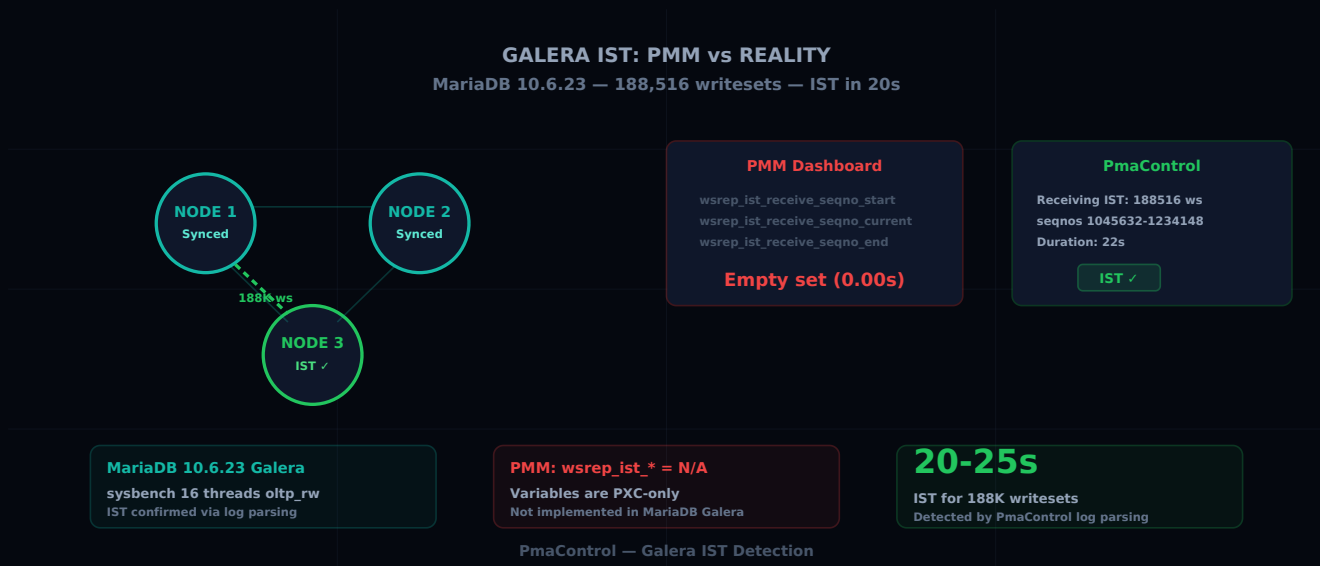 GALERA IST: PMM vs REALITY
MariaDB 10.6.23 — 188,516 writesets — IST in 20s
NODE 1
Synced
NODE 2
Synced
188K ws
NODE 3
IST ✓
PMM Dashboard
wsrep_ist_receive_seqno_start
wsrep_ist_receive_seqno_current
wsrep_ist_receive_seqno_end
Empty set (0.00s)
PmaControl
Receiving IST: 188516 ws
seqnos 1045632-1234148
Duration: 22s
IST ✓
MariaDB 10.6.23 Galera
sysbench 16 threads oltp_rw
IST confirmed via log parsing
PMM: wsrep_ist_* = N/A
Variables are PXC-only
Not implemented in MariaDB Galera
20-25s
IST for 188K writesets
Detected by PmaControl log parsing
PmaControl — Galera IST Detection